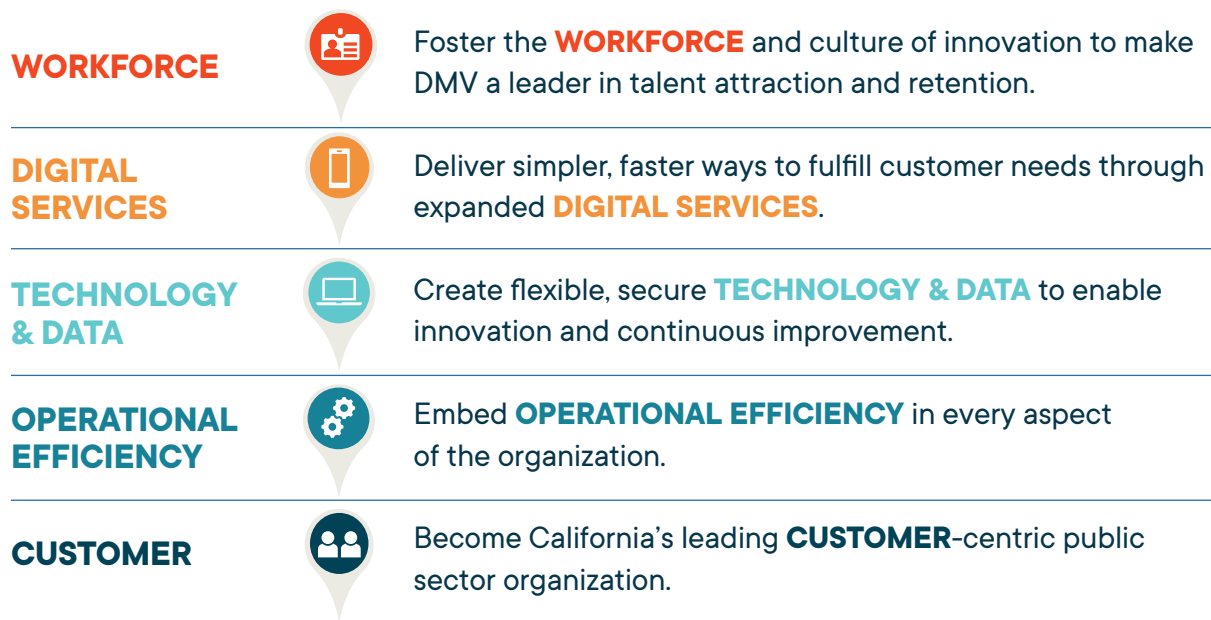 WORKFORCE
Foster the WORKFORCE and culture of innovation to make
DMV a leader in talent attraction and retention.
DIGITAL
SERVICES
Deliver simpler, faster ways to fulfill customer needs through
expanded DIGITAL SERVICES.
TECHNOLOGY
& DATA
Create flexible, secure TECHNOLOGY & DATA to enable
innovation and continuous improvement.
OPERATIONAL
EFFICIENCY
Embed OPERATIONAL EFFICIENCY in every aspect
of the organization.
CUSTOMER
Become California’s leading CUSTOMER-centric public
sector organization.